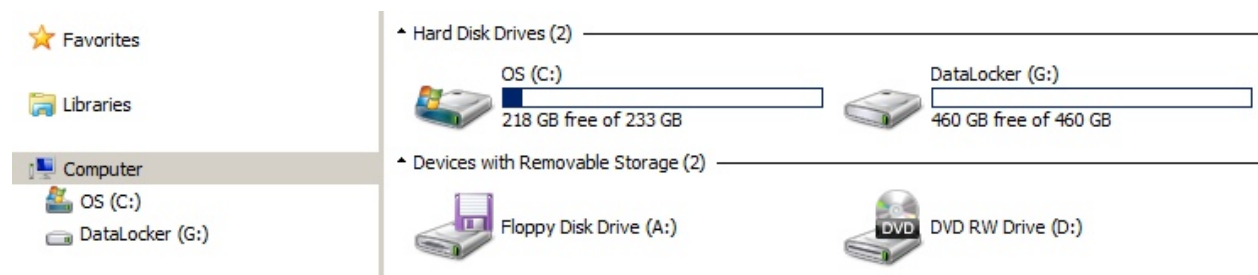 Favorites
Libraries
Computer
OS (C:)
DataLocker (G:)
Hard Disk Drives (2)
OS (C:)
218 GB free of 233 GB
DataLocker (G:)
460 GB free of 460 GB
Devices with Removable Storage (2)
Floppy Disk Drive (A:)
DVD
DVD RW Drive (D:)